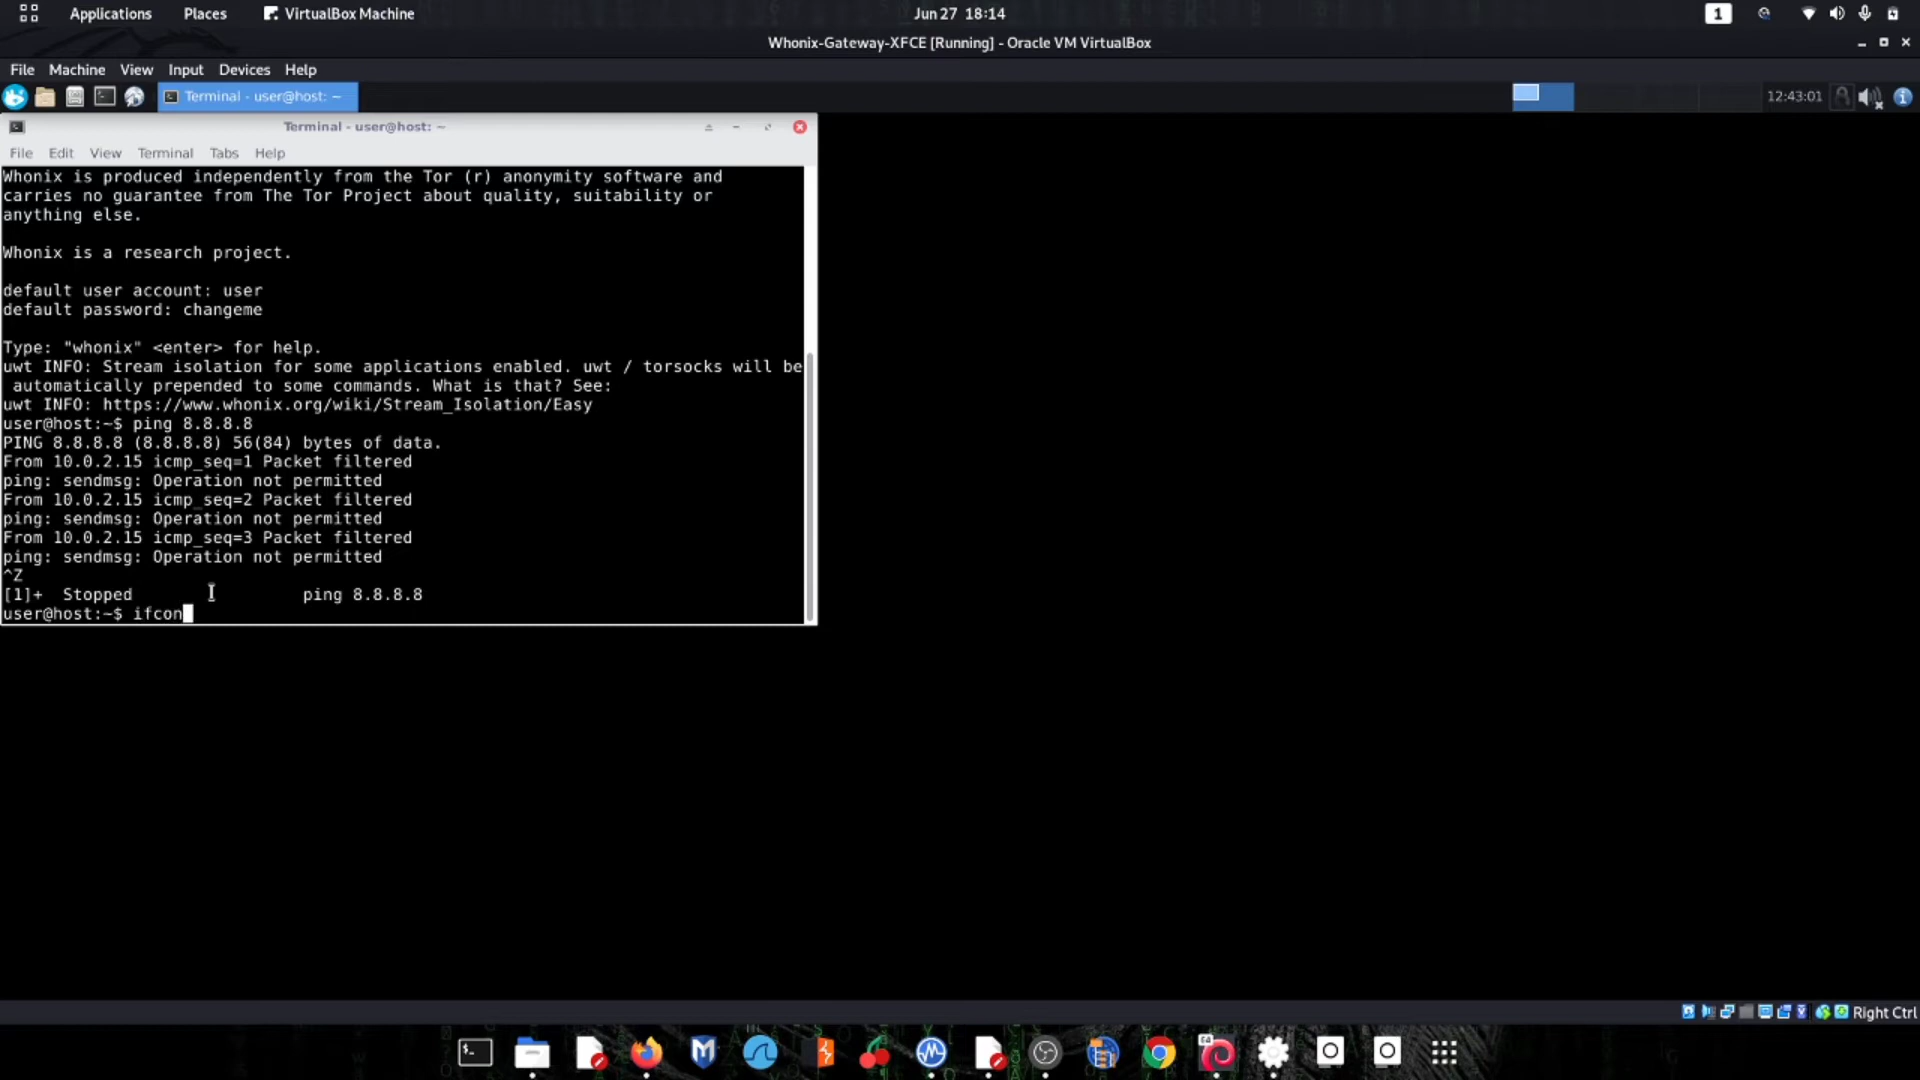 Applications Places VirtualBox Machine Jun 27 18:14 1
Whonix-Gateway-XFCE [Running] - Oracle VM VirtualBox
File Machine View Input Devices Help
Terminal - user@host: ~ 12:43:01
Terminal - user@host: ~
File Edit View Terminal Tabs Help
Whonix is produced independently from the Tor (r) anonymity software and
carries no guarantee from The Tor Project about quality, suitability or
anything else.
Whonix is a research project.
default user account: user
default password: changeme
Type: "whonix" <enter> for help.
uwt INFO: Stream isolation for some applications enabled. uwt / torsocks will be
automatically prepended to some commands. What is that? See:
uwt INFO: https://www.whonix.org/wiki/Stream_Isolation/Easy
user@host:~$ ping 8.8.8.8
PING 8.8.8.8 (8.8.8.8) 56(84) bytes of data.
From 10.0.2.15 icmp_seq=1 Packet filtered
ping: sendmsg: Operation not permitted
From 10.0.2.15 icmp_seq=2 Packet filtered
ping: sendmsg: Operation not permitted
From 10.0.2.15 icmp_seq=3 Packet filtered
ping: sendmsg: Operation not permitted
^Z
[1]+ Stopped ping 8.8.8.8
user@host:~$ ifcon
Right Ctrl